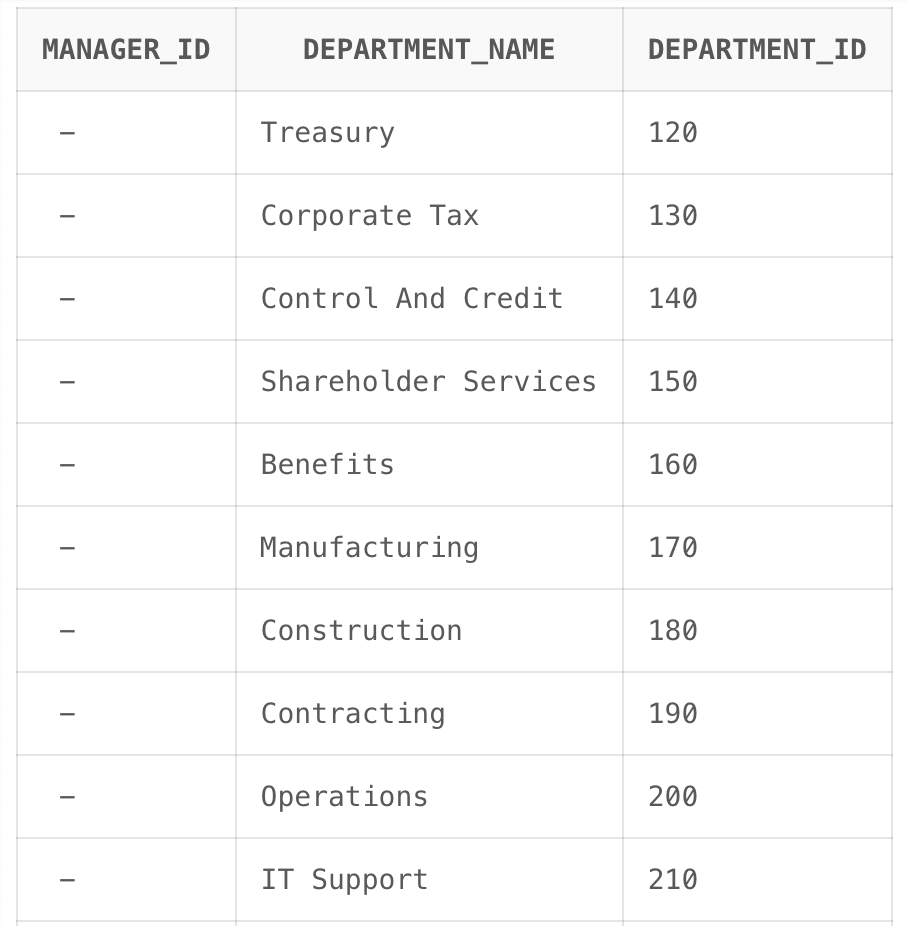 MANAGER_ID DEPARTMENT_NAME DEPARTMENT_ID
– Treasury 120
– Corporate Tax 130
– Control And Credit 140
– Shareholder Services 150
– Benefits 160
– Manufacturing 170
– Construction 180
– Contracting 190
– Operations 200
– IT Support 210